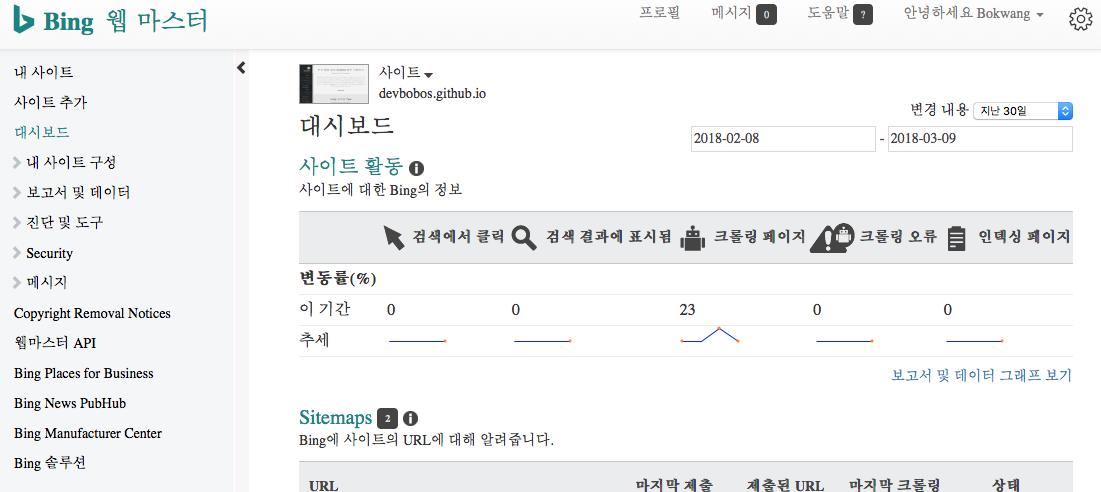 Bing 웹 마스터
프로필 메시지 0 도움말 ? 안녕하세요 Bokwang
내 사이트
사이트 추가
대시보드
내 사이트 구성
보고서 및 데이터
진단 및 도구
Security
메시지
Copyright Removal Notices
웹마스터 API
Bing Places for Business
Bing News PubHub
Bing Manufacturer Center
Bing 솔루션
사이트
devbobos.github.io
대시보드
변경 내용 지난 30일
2018-02-08 - 2018-03-09
사이트 활동
사이트에 대한 Bing의 정보
검색에서 클릭 검색 결과에 표시됨 크롤링 페이지 크롤링 오류 인덱싱 페이지
변동률(%)
이 기간 0 0 23 0 0
추세
보고서 및 데이터 그래프 보기
Sitemaps 2
Bing에 사이트의 URL에 대해 알려줍니다.
URL 마지막 제출 제출된 URL 마지막 크롤링 상태